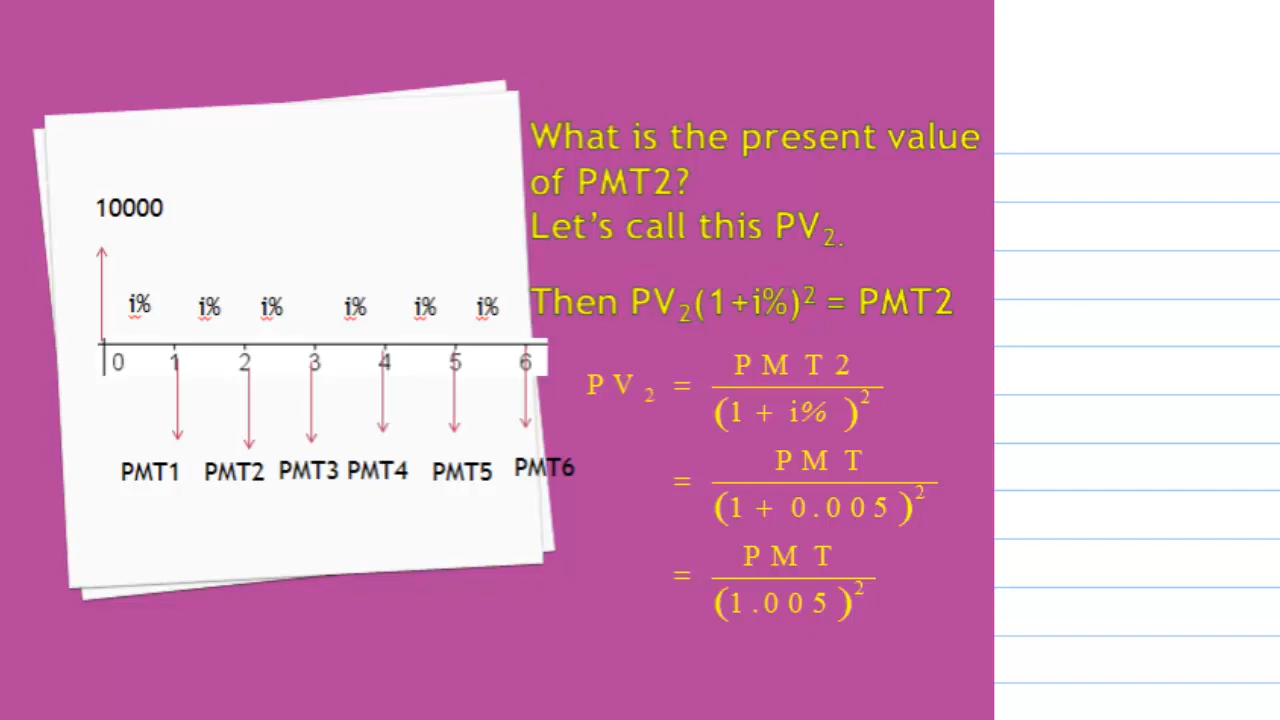 10000
i% i% i% i% i% i%
0 1 2 3 4 5 6
PMT1 PMT2 PMT3 PMT4 PMT5 PMT6
What is the present value
of PMT2?
Let's call this PV₂.
Then PV₂(1+i%)² = PMT2
PV₂ = PMT2 / (1 + i%)²
= PMT / (1 + 0.005)²
= PMT / (1.005)²